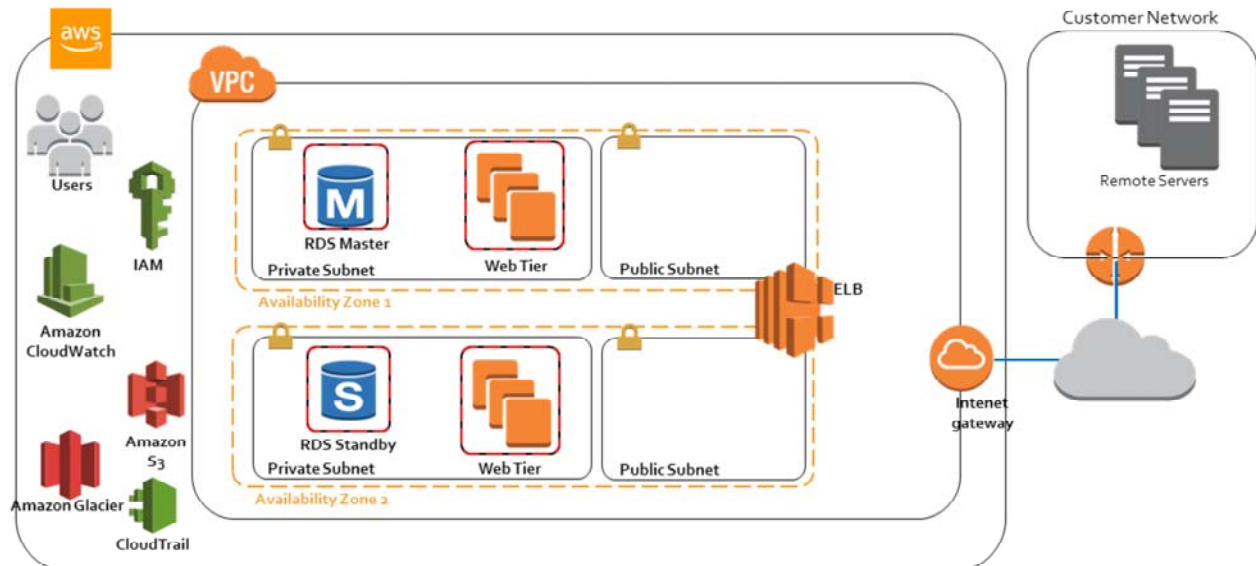 aws
Customer Network
VPC
Users
IAM
Amazon
CloudWatch
Amazon
S3
Amazon Glacier
CloudTrail
M
RDS Master
Web Tier
Private Subnet
Public Subnet
Availability Zone 1
ELB
S
RDS Standby
Web Tier
Private Subnet
Public Subnet
Availability Zone 2
Intenet
gateway
Remote Servers